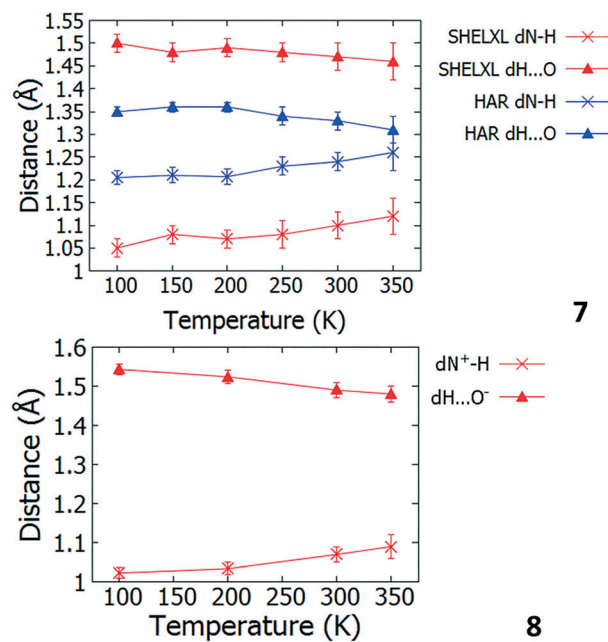 1.55
1.5
1.45
1.4
1.35
1.3
1.25
1.2
1.15
1.1
1.05
1
Distance (Å)
100 150 200 250 300 350
Temperature (K)
SHELXL dN-H
SHELXL dH...O
HAR dN-H
HAR dH...O
7
1.6
1.5
1.4
1.3
1.2
1.1
1
Distance (Å)
100 150 200 250 300 350
Temperature (K)
dN⁺-H
dH...O⁻
8